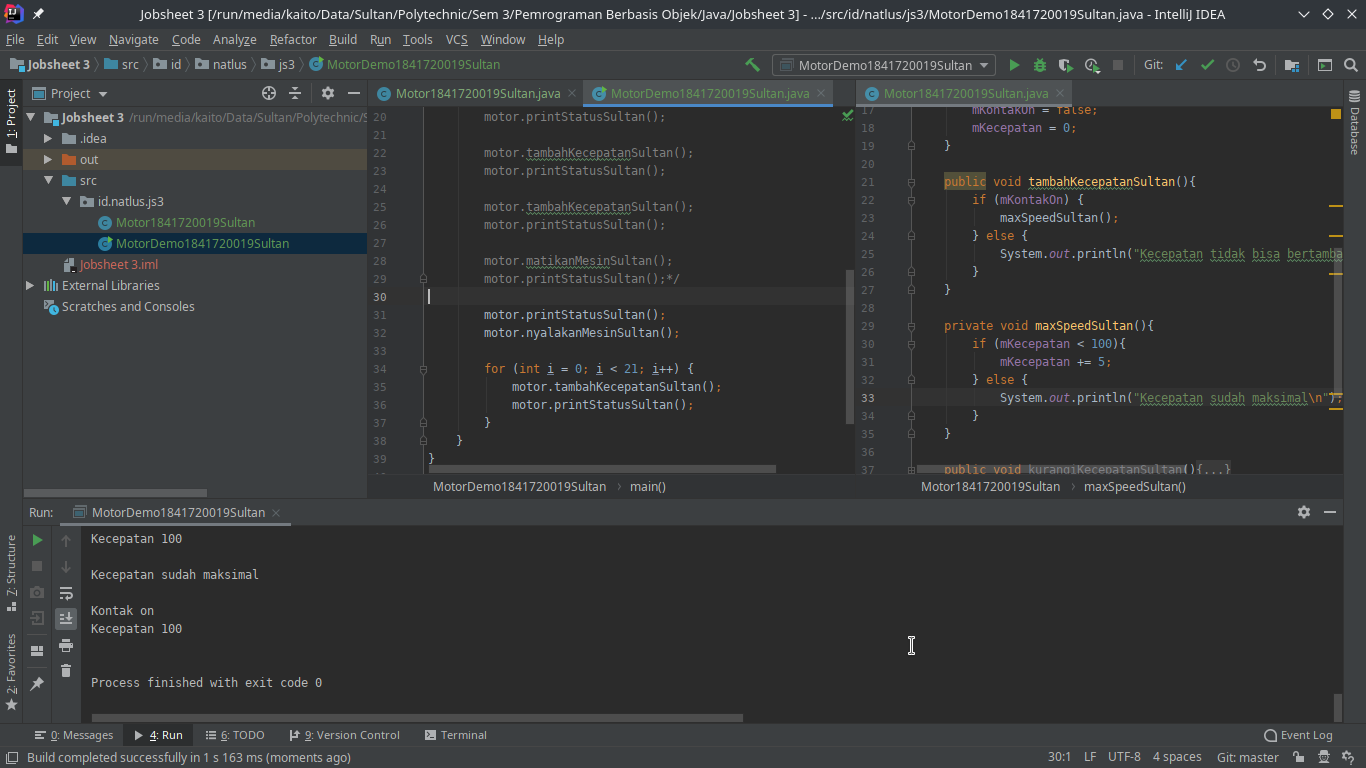 Jobsheet 3 [/run/media/kaito/Data/Sultan/Polytechnic/Sem 3/Pemrograman Berbasis Objek/Java/Jobsheet 3] - .../src/id/natlus/js3/MotorDemo1841720019Sultan.java - IntelliJ IDEA
File Edit View Navigate Code Analyze Refactor Build Run Tools VCS Window Help
Jobsheet 3 src id natlus js3 MotorDemo1841720019Sultan MotorDemo1841720019Sultan Git:
1: Project
Project
Jobsheet 3 /run/media/kaito/Data/Sultan/Polytechnic/S
.idea
out
src
id.natlus.js3
Motor1841720019Sultan
MotorDemo1841720019Sultan
Jobsheet 3.iml
External Libraries
Scratches and Consoles
Motor1841720019Sultan.java MotorDemo1841720019Sultan.java
20 motor.printStatusSultan();
21
22 motor.tambahKecepatanSultan();
23 motor.printStatusSultan();
24
25 motor.tambahKecepatanSultan();
26 motor.printStatusSultan();
27
28 motor.matikanMesinSultan();
29 motor.printStatusSultan();*/
30
31 motor.printStatusSultan();
32 motor.nyalakanMesinSultan();
33
34 for (int i = 0; i < 21; i++) {
35 motor.tambahKecepatanSultan();
36 motor.printStatusSultan();
37 }
38 }
39 }
MotorDemo1841720019Sultan › main()
Motor1841720019Sultan.java
17 mKontakOn = false;
18 mKecepatan = 0;
19 }
20
21 public void tambahKecepatanSultan(){
22 if (mKontakOn) {
23 maxSpeedSultan();
24 } else {
25 System.out.println("Kecepatan tidak bisa bertamba
26 }
27 }
28
29 private void maxSpeedSultan(){
30 if (mKecepatan < 100){
31 mKecepatan += 5;
32 } else {
33 System.out.println("Kecepatan sudah maksimal\n");
34 }
35 }
36
37 public void kurangiKecepatanSultan(){...}
Motor1841720019Sultan › maxSpeedSultan()
Database
Run: MotorDemo1841720019Sultan
Kecepatan 100
Kecepatan sudah maksimal
Kontak on
Kecepatan 100
Process finished with exit code 0
7: Structure
2: Favorites
0: Messages 4: Run 6: TODO 9: Version Control Terminal Event Log
Build completed successfully in 1 s 163 ms (moments ago) 30:1 LF UTF-8 4 spaces Git: master